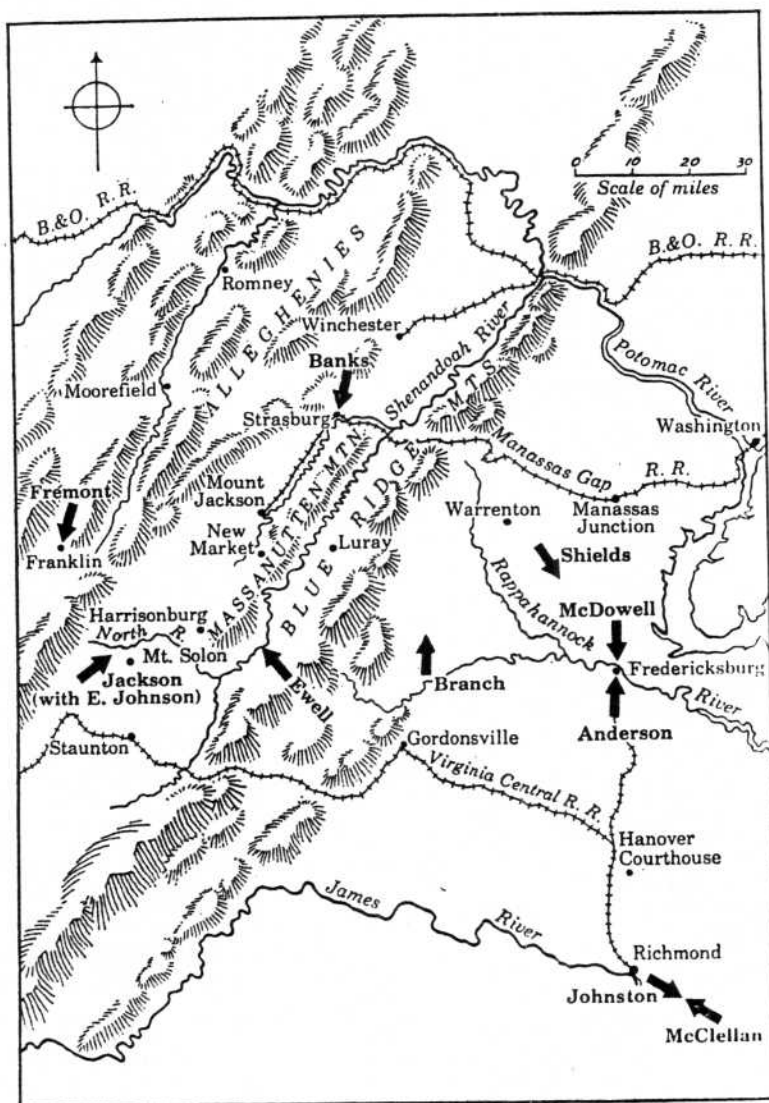 0 10 20 30
Scale of miles
B.&O. R. R.
B.&O. R. R.
Romney
ALLEGHENIES
Winchester
Shenandoah River
Potomac River
Banks
Moorefield
Strasburg
MTS.
Washington
Manassas Gap R. R.
Mount
Jackson
MASSANUTTEN MTN.
BLUE RIDGE
Frémont
Franklin
New
Market
Luray
Warrenton
Manassas
Junction
Shields
Rappahannock
River
McDowell
Harrisonburg
North R.
Mt. Solon
Jackson
(with E. Johnson)
Ewell
Branch
Fredericksburg
Anderson
Staunton
Gordonsville
Virginia Central R. R.
Hanover
Courthouse
James
River
Richmond
Johnston
McClellan